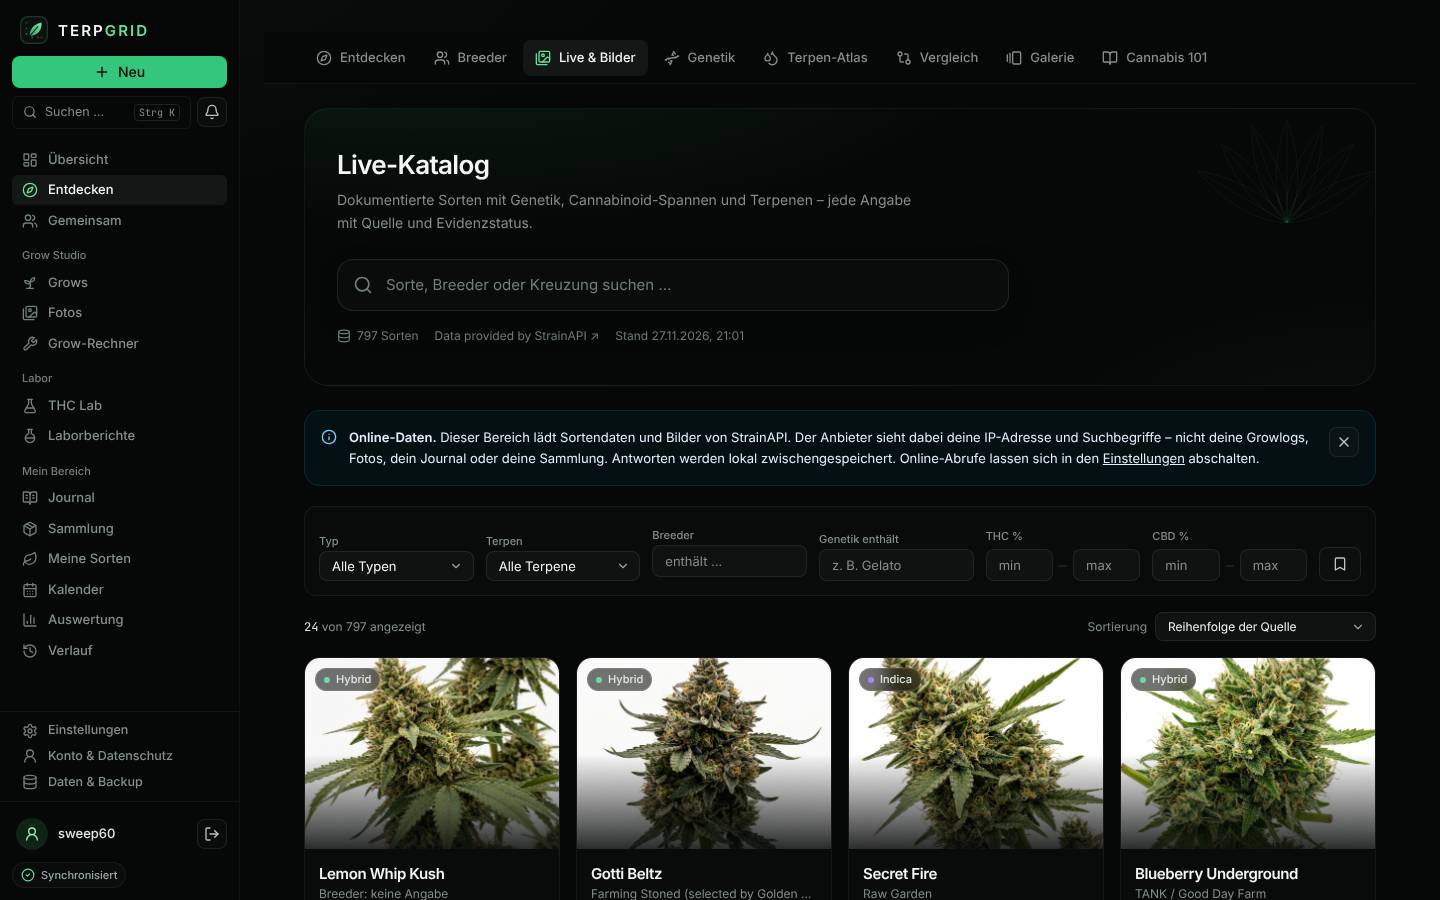 TERPGRID
Neu
Suchen ... Strg K
Übersicht
Entdecken
Gemeinsam
Grow Studio
Grows
Fotos
Grow-Rechner
Labor
THC Lab
Laborberichte
Mein Bereich
Journal
Sammlung
Meine Sorten
Kalender
Auswertung
Verlauf
Einstellungen
Konto & Datenschutz
Daten & Backup
sweep60
Synchronisiert
Entdecken Breeder Live & Bilder Genetik Terpen-Atlas Vergleich Galerie Cannabis 101
Live-Katalog
Dokumentierte Sorten mit Genetik, Cannabinoid-Spannen und Terpenen – jede Angabe
mit Quelle und Evidenzstatus.
Sorte, Breeder oder Kreuzung suchen ...
797 Sorten Data provided by StrainAPI ↗ Stand 27.11.2026, 21:01
Online-Daten. Dieser Bereich lädt Sortendaten und Bilder von StrainAPI. Der Anbieter sieht dabei deine IP-Adresse und Suchbegriffe – nicht deine Growlogs,
Fotos, dein Journal oder deine Sammlung. Antworten werden lokal zwischengespeichert. Online-Abrufe lassen sich in den Einstellungen abschalten.
Typ Terpen Breeder Genetik enthält THC % CBD %
Alle Typen Alle Terpene enthält ... z. B. Gelato min – max min – max
24 von 797 angezeigt Sortierung Reihenfolge der Quelle
Hybrid Hybrid Indica Hybrid
Lemon Whip Kush Gotti Beltz Secret Fire Blueberry Underground
Breeder: keine Angabe Farming Stoned (selected by Golden ... Raw Garden TANK / Good Day Farm